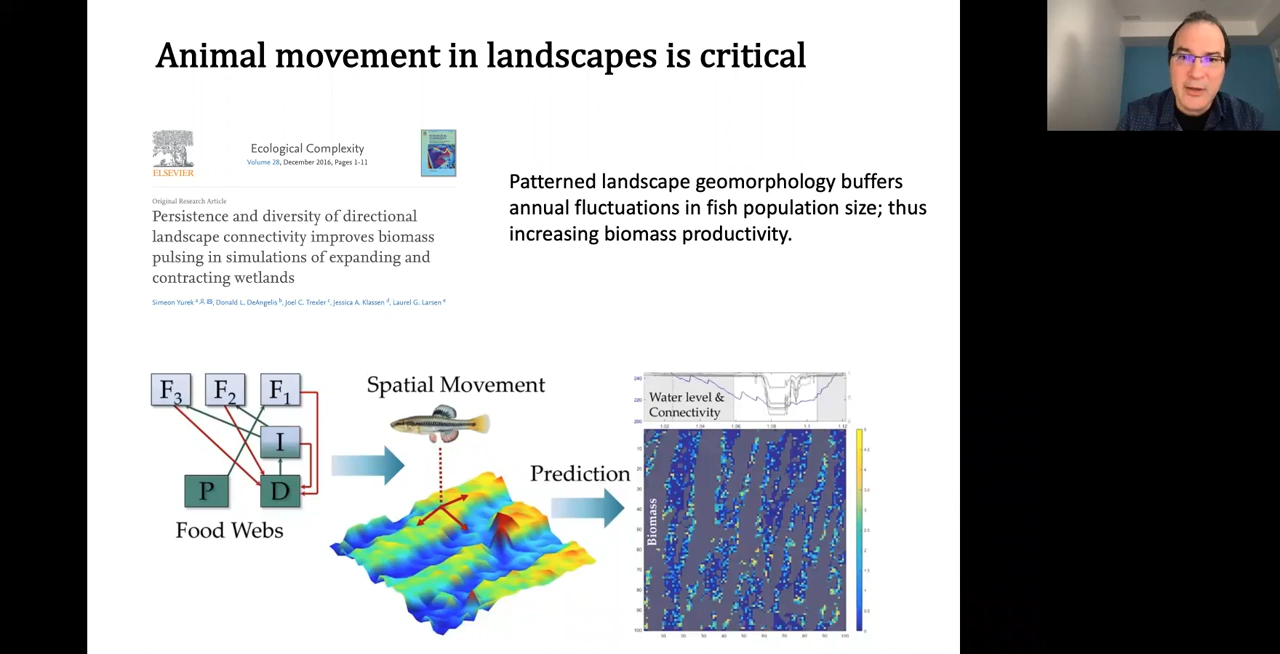 Animal movement in landscapes is critical
ELSEVIER
Ecological Complexity
Volume 28, December 2016, Pages 1-11
Original Research Article
Persistence and diversity of directional
landscape connectivity improves biomass
pulsing in simulations of expanding and
contracting wetlands
Simeon Yurek a, Donald L. DeAngelis b, Joel C. Trexler c, Jessica A. Klassen d, Laurel G. Larsen e
Patterned landscape geomorphology buffers
annual fluctuations in fish population size; thus
increasing biomass productivity.
F3 F2 F1
I
P D
Food Webs
Spatial Movement
Prediction
Water level &
Connectivity
Biomass